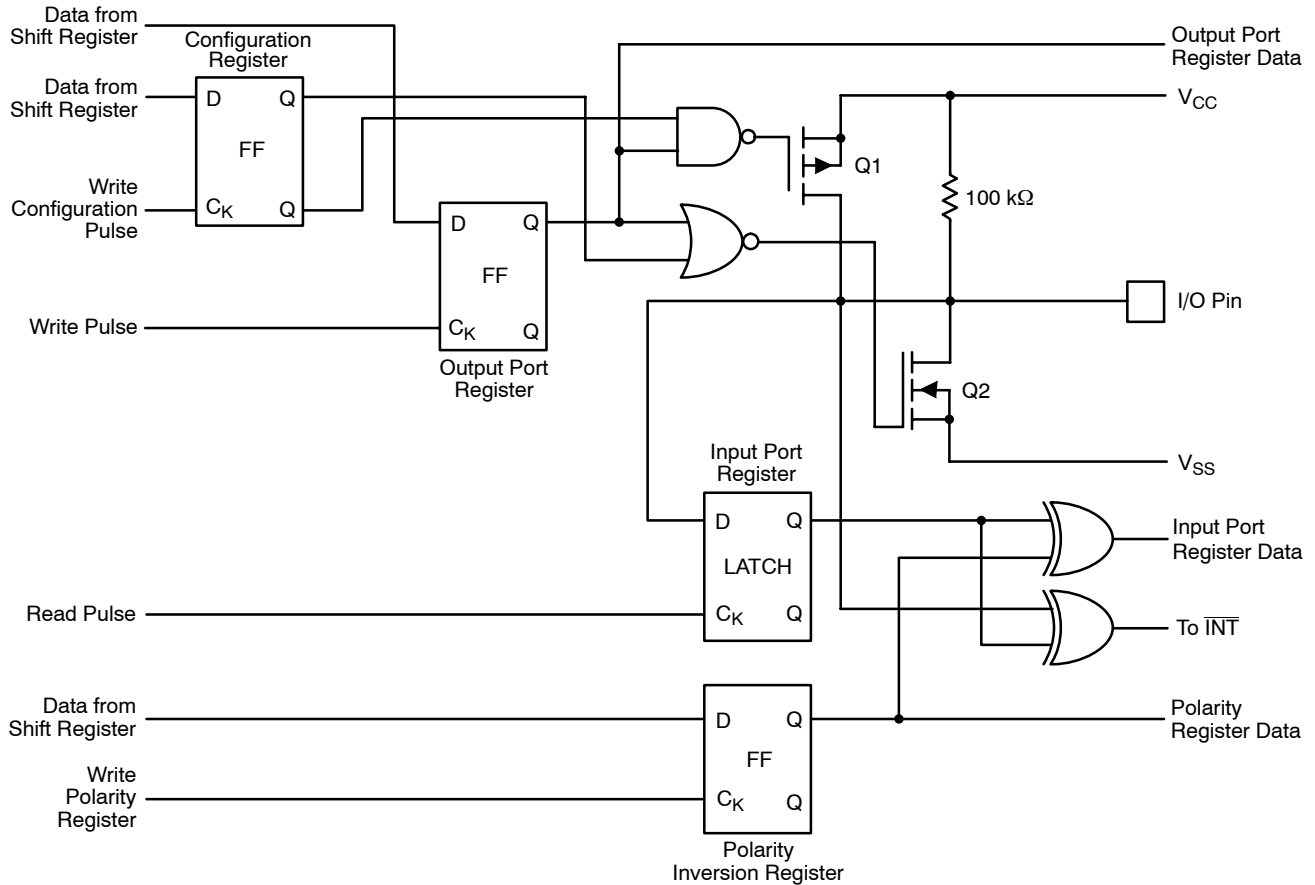 Data from
Shift Register
Configuration
Register
Data from
Shift Register
D
Q
FF
Write
Configuration
Pulse
CK
Q
Output Port
Register Data
VCC
Q1
100 kΩ
D
Q
FF
CK
Q
Write Pulse
Output Port
Register
I/O Pin
Q2
VSS
Input Port
Register
D
Q
LATCH
CK
Q
Read Pulse
Input Port
Register Data
To INT
Data from
Shift Register
D
Q
FF
Write
Polarity
Register
CK
Q
Polarity
Register Data
Polarity
Inversion Register